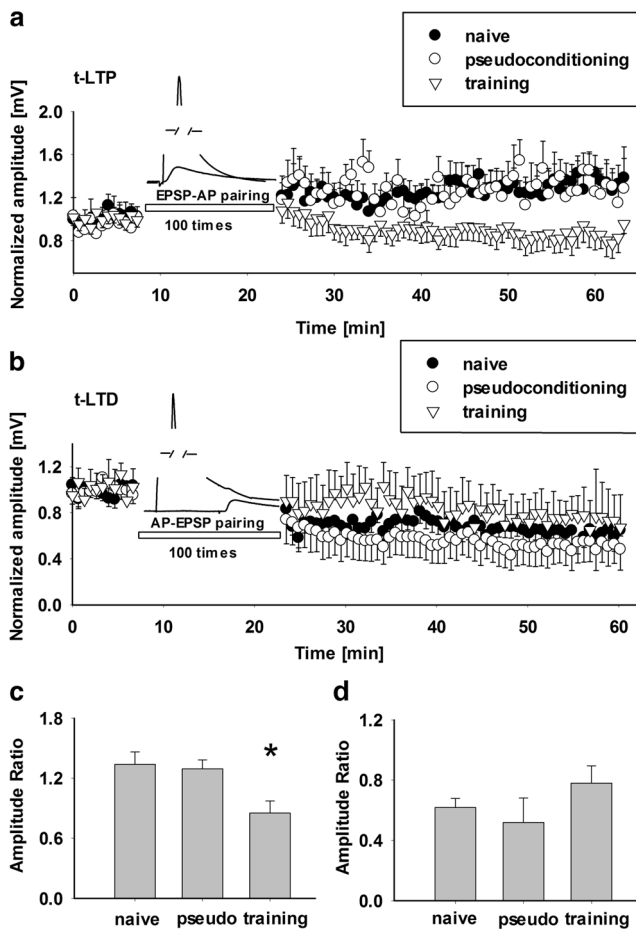 a
naive
pseudoconditioning
training
t-LTP
Normalized amplitude [mV]
2.0
1.6
1.2
0.8
EPSP-AP pairing
100 times
0 10 20 30 40 50 60
Time [min]
b
naive
pseudoconditioning
training
t-LTD
Normalized amplitude [mV]
1.2
0.8
0.4
0.0
AP-EPSP pairing
100 times
0 10 20 30 40 50 60
Time [min]
c
Amplitude Ratio
1.8
1.2
0.6
0.0
*
naive pseudo training
d
Amplitude Ratio
1.2
0.8
0.4
0.0
naive pseudo training